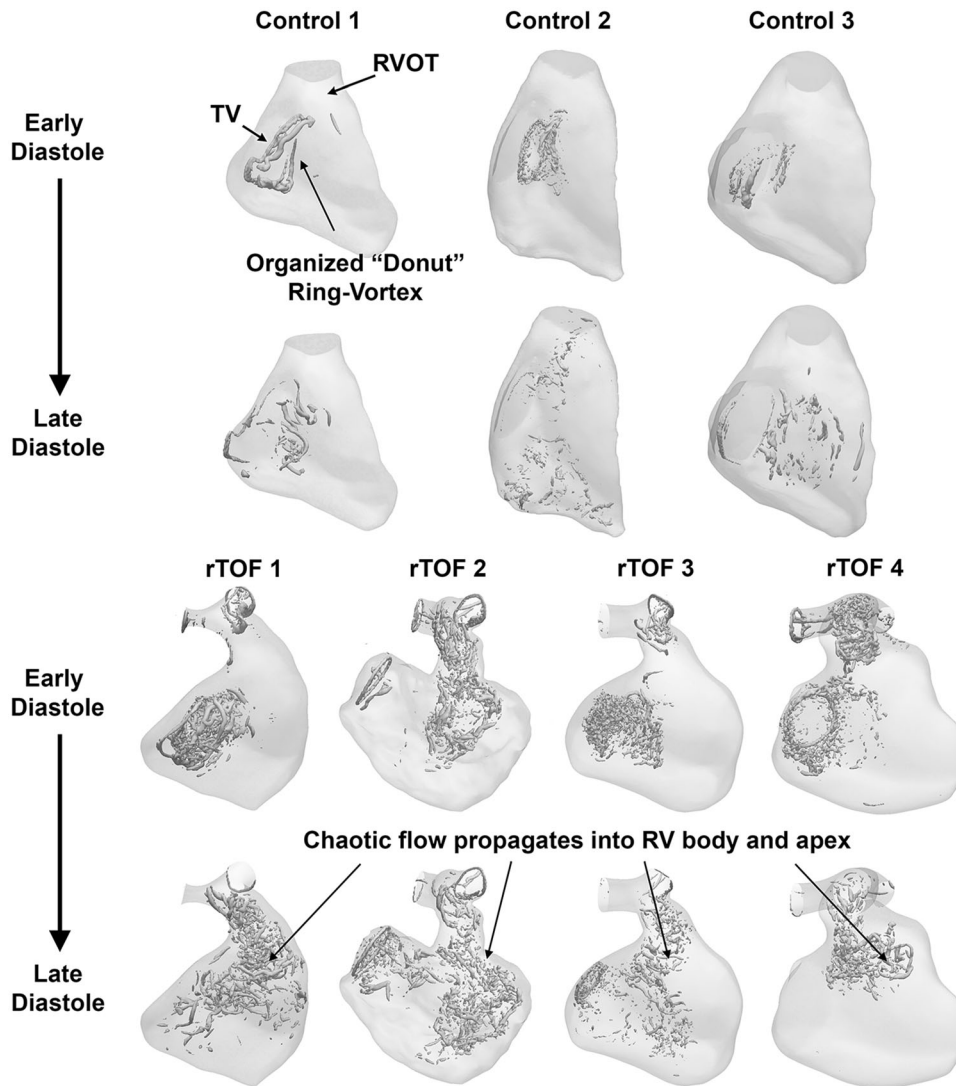 Control 1
Control 2
Control 3
Early
Diastole
RVOT
TV
Organized “Donut”
Ring-Vortex
Late
Diastole
rTOF 1
rTOF 2
rTOF 3
rTOF 4
Early
Diastole
Chaotic flow propagates into RV body and apex
Late
Diastole